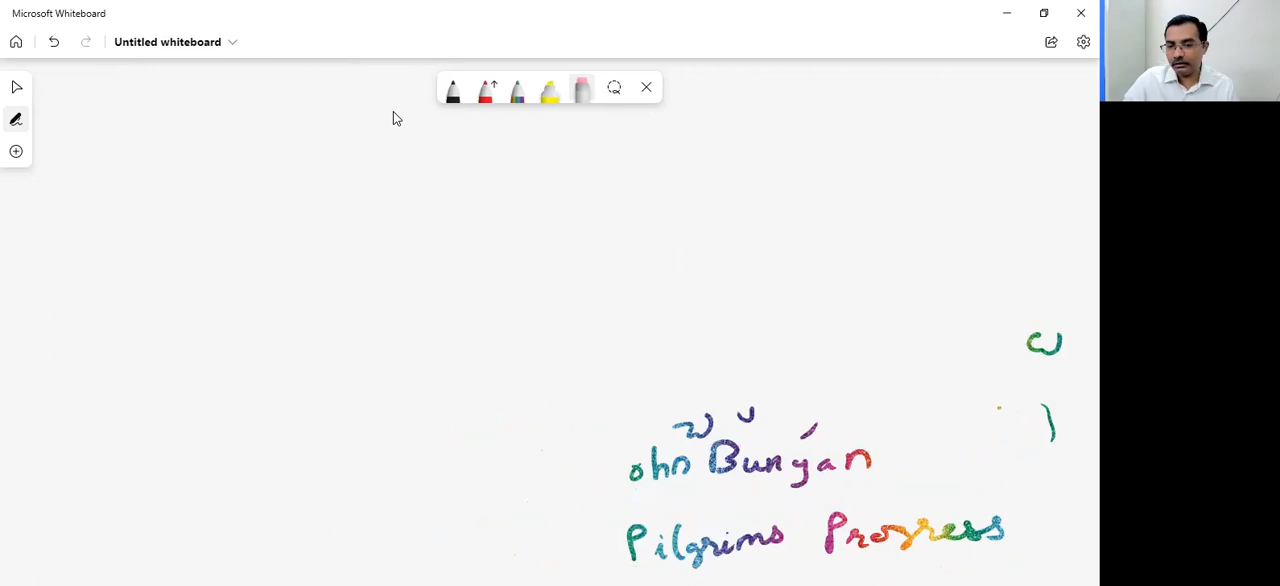 Microsoft Whiteboard
Untitled whiteboard
ohn Bunyan
Pilgrims Progress